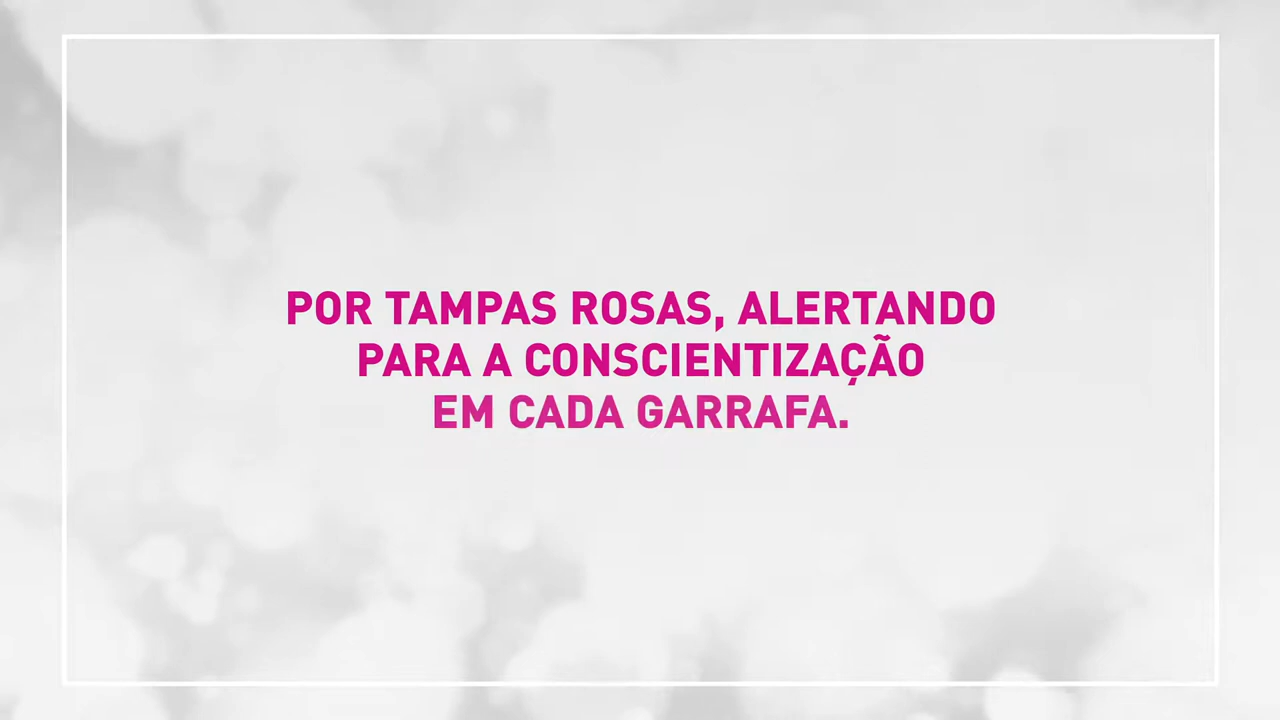 POR TAMPAS ROSAS, ALERTANDO
PARA A CONSCIENTIZAÇÃO
EM CADA GARRAFA.